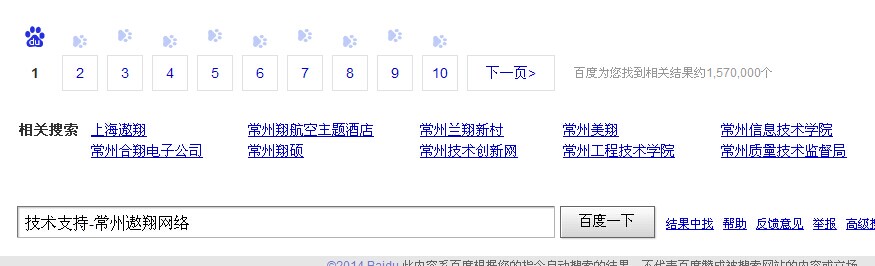 du
1 2 3 4 5 6 7 8 9 10 下一页> 百度为您找到相关结果约1,570,000个
相关搜索 上海遨翔 常州翔航空主题酒店 常州兰翔新村 常州美翔 常州信息技术学院
常州合翔电子公司 常州翔硕 常州技术创新网 常州工程技术学院 常州质量技术监督局
技术支持-常州遨翔网络 百度一下 结果中找 帮助 反馈意见 举报 高级搜
©2014 Baidu 此内容系百度根据您的指令自动搜索的结果，不代表百度赞成被搜索网站的内容或立场